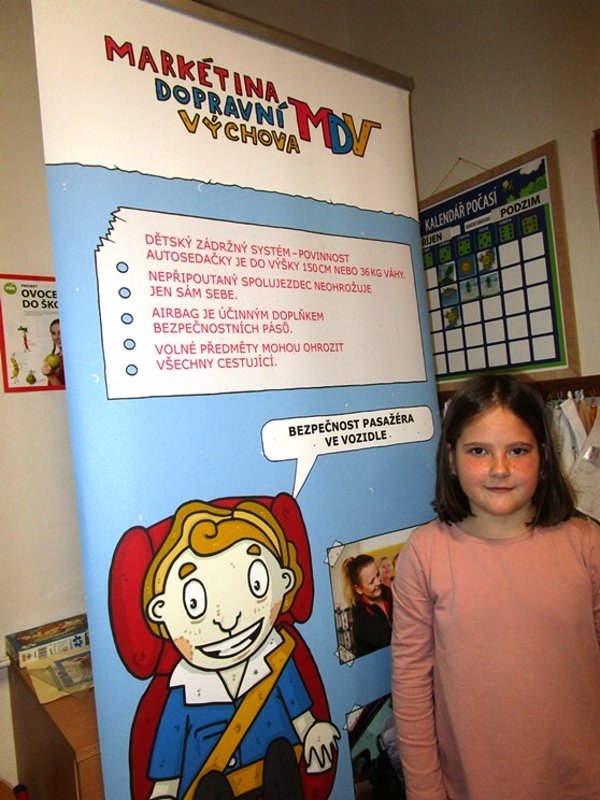 MARKÉTINA
DOPRAVNÍ
VÝCHOVA
MDV
DĚTSKÝ ZÁDRŽNÝ SYSTÉM – POVINNOST
AUTOSEDAČKY JE DO VÝŠKY 150 CM NEBO 36 KG VÁHY.
NEPŘIPOUTANÝ SPOLUJEZDEC NEOHROŽUJE
JEN SÁM SEBE.
AIRBAG JE ÚČINNÝM DOPLŇKEM
BEZPEČNOSTNÍCH PÁSŮ.
VOLNÉ PŘEDMĚTY MOHOU OHROZIT
VŠECHNY CESTUJÍCÍ.
BEZPEČNOST PASAŽÉRA
VE VOZIDLE
KALENDÁŘ POČASÍ
ŘÍJEN
PODZIM
OVOCE
DO ŠKO